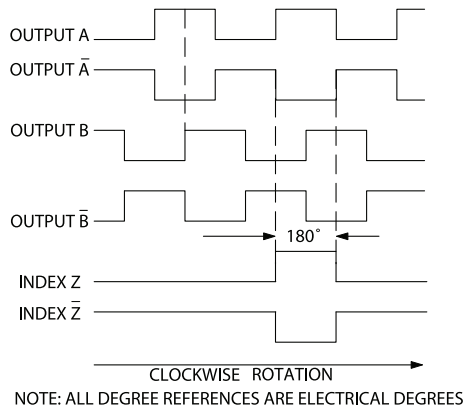 OUTPUT A
OUTPUT A̅
OUTPUT B
OUTPUT B̅
180°
INDEX Z
INDEX Z̅
CLOCKWISE ROTATION
NOTE: ALL DEGREE REFERENCES ARE ELECTRICAL DEGREES